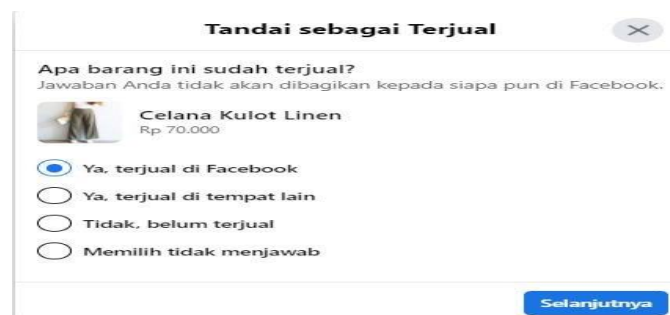 Tandai sebagai Terjual
Apa barang ini sudah terjual?
Jawaban Anda tidak akan dibagikan kepada siapa pun di Facebook.
Celana Kulot Linen
Rp 70.000
Ya, terjual di Facebook
Ya, terjual di tempat lain
Tidak, belum terjual
Memilih tidak menjawab
Selanjutnya